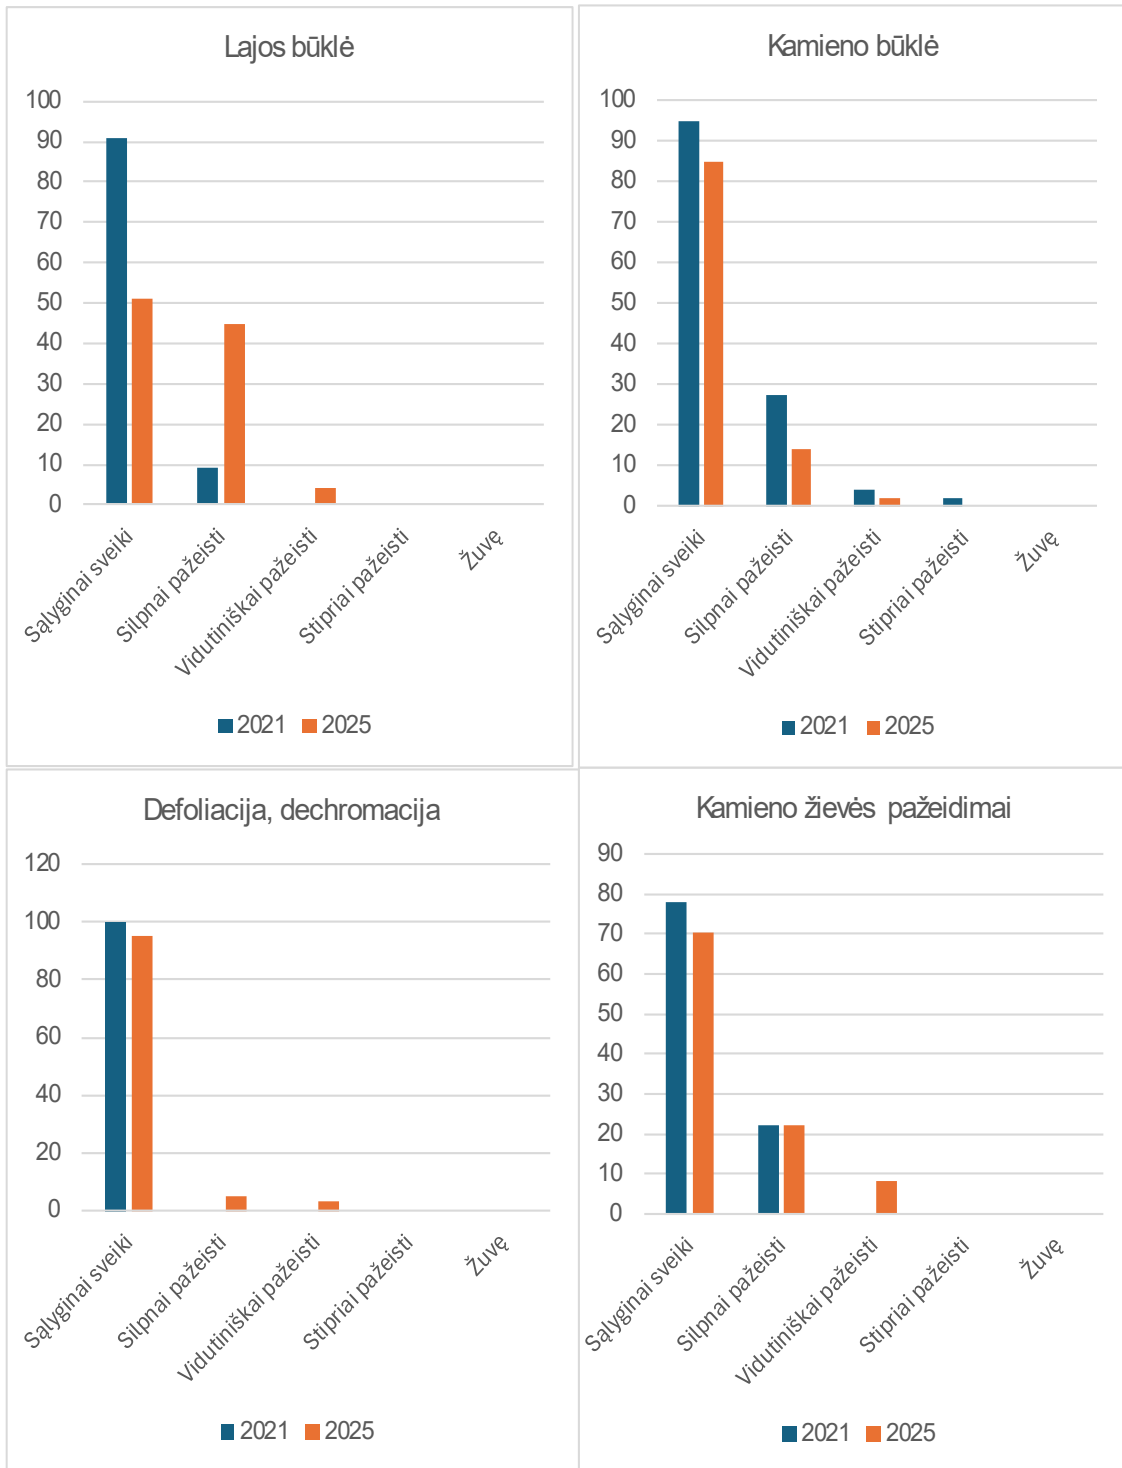 Lajos būklė
100
90
80
70
60
50
40
30
20
10
0
Sąlyginai sveiki
Silpnai pažeisti
Vidutiniškai pažeisti
Stipriai pažeisti
Žuvę
2021 2025
Kamieno būklė
100
90
80
70
60
50
40
30
20
10
0
Sąlyginai sveiki
Silpnai pažeisti
Vidutiniškai pažeisti
Stipriai pažeisti
Žuvę
2021 2025
Defoliacija, dechromacija
120
100
80
60
40
20
0
Sąlyginai sveiki
Silpnai pažeisti
Vidutiniškai pažeisti
Stipriai pažeisti
Žuvę
2021 2025
Kamieno žievės pažeidimai
90
80
70
60
50
40
30
20
10
0
Sąlyginai sveiki
Silpnai pažeisti
Vidutiniškai pažeisti
Stipriai pažeisti
Žuvę
2021 2025